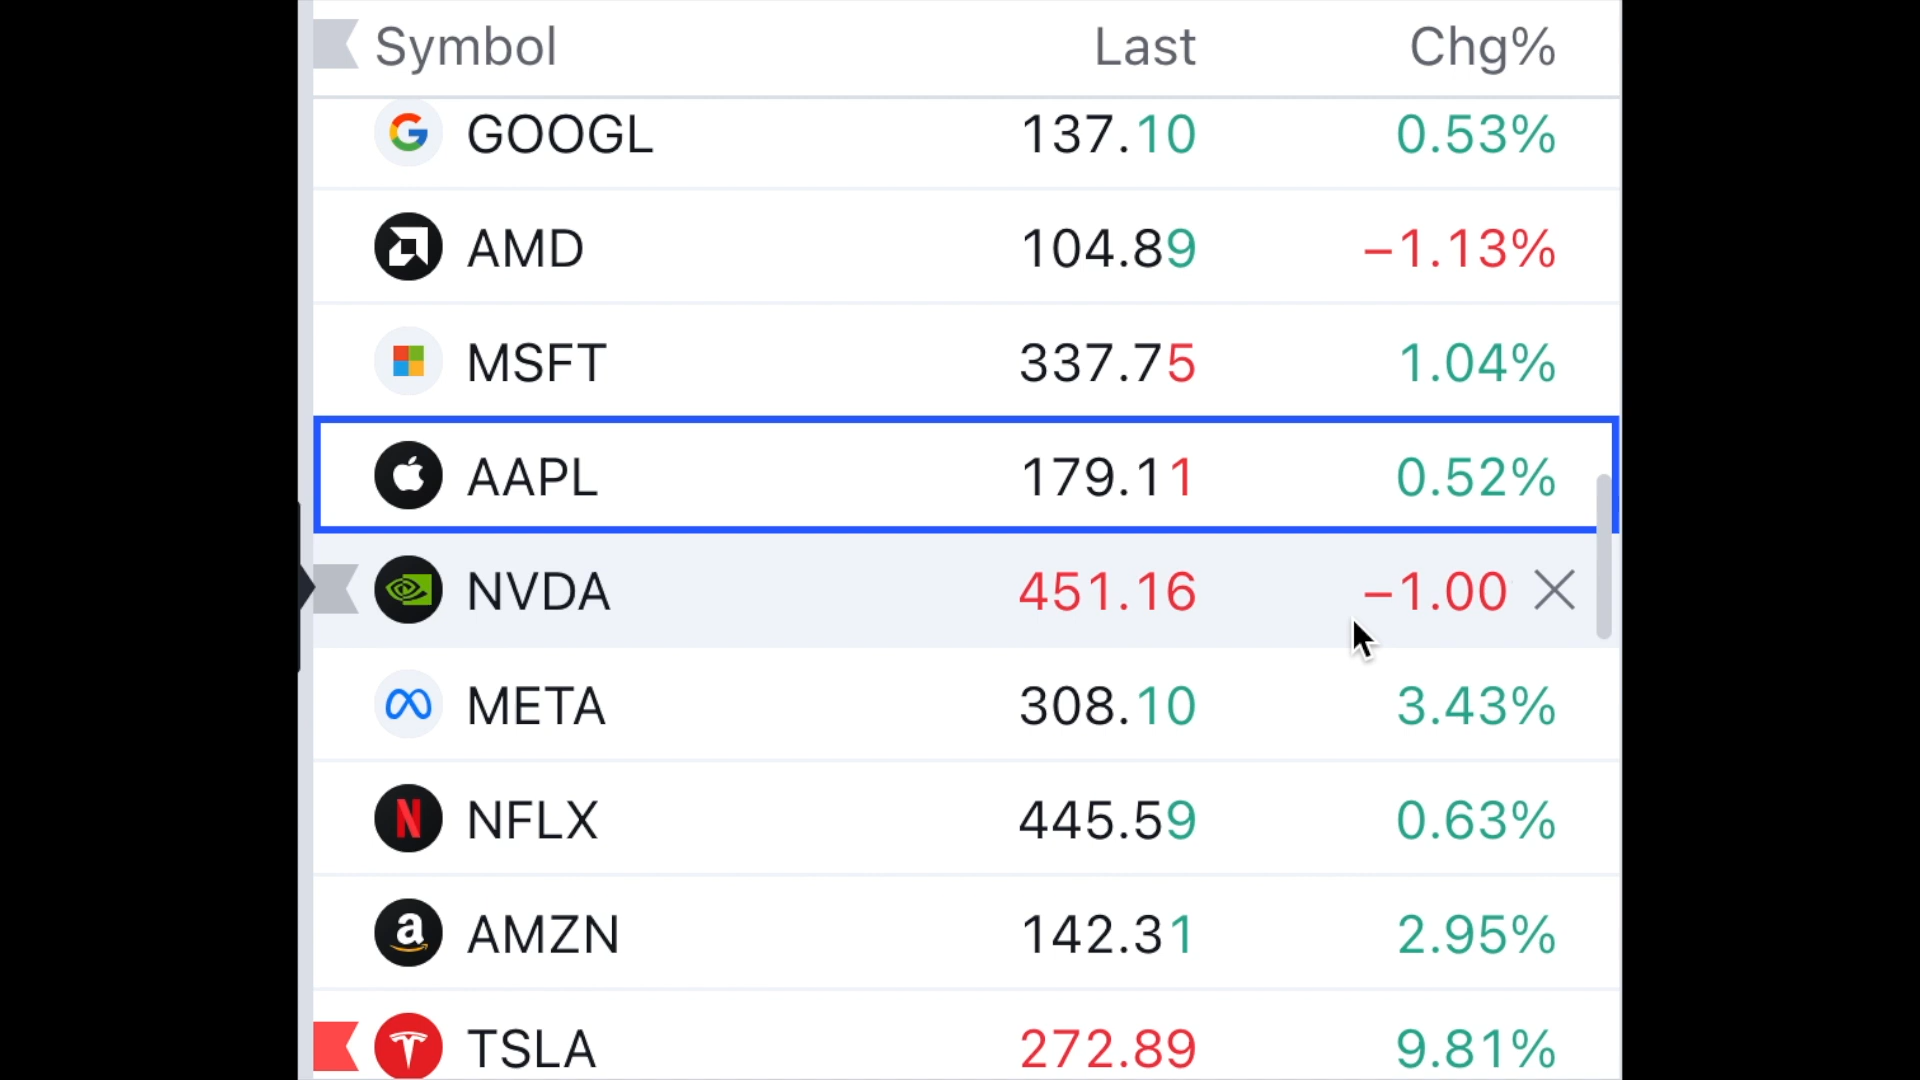 Symbol Last Chg%
GOOGL 137.10 0.53%
AMD 104.89 −1.13%
MSFT 337.75 1.04%
AAPL 179.11 0.52%
NVDA 451.16 −1.00
META 308.10 3.43%
NFLX 445.59 0.63%
AMZN 142.31 2.95%
TSLA 272.89 9.81%